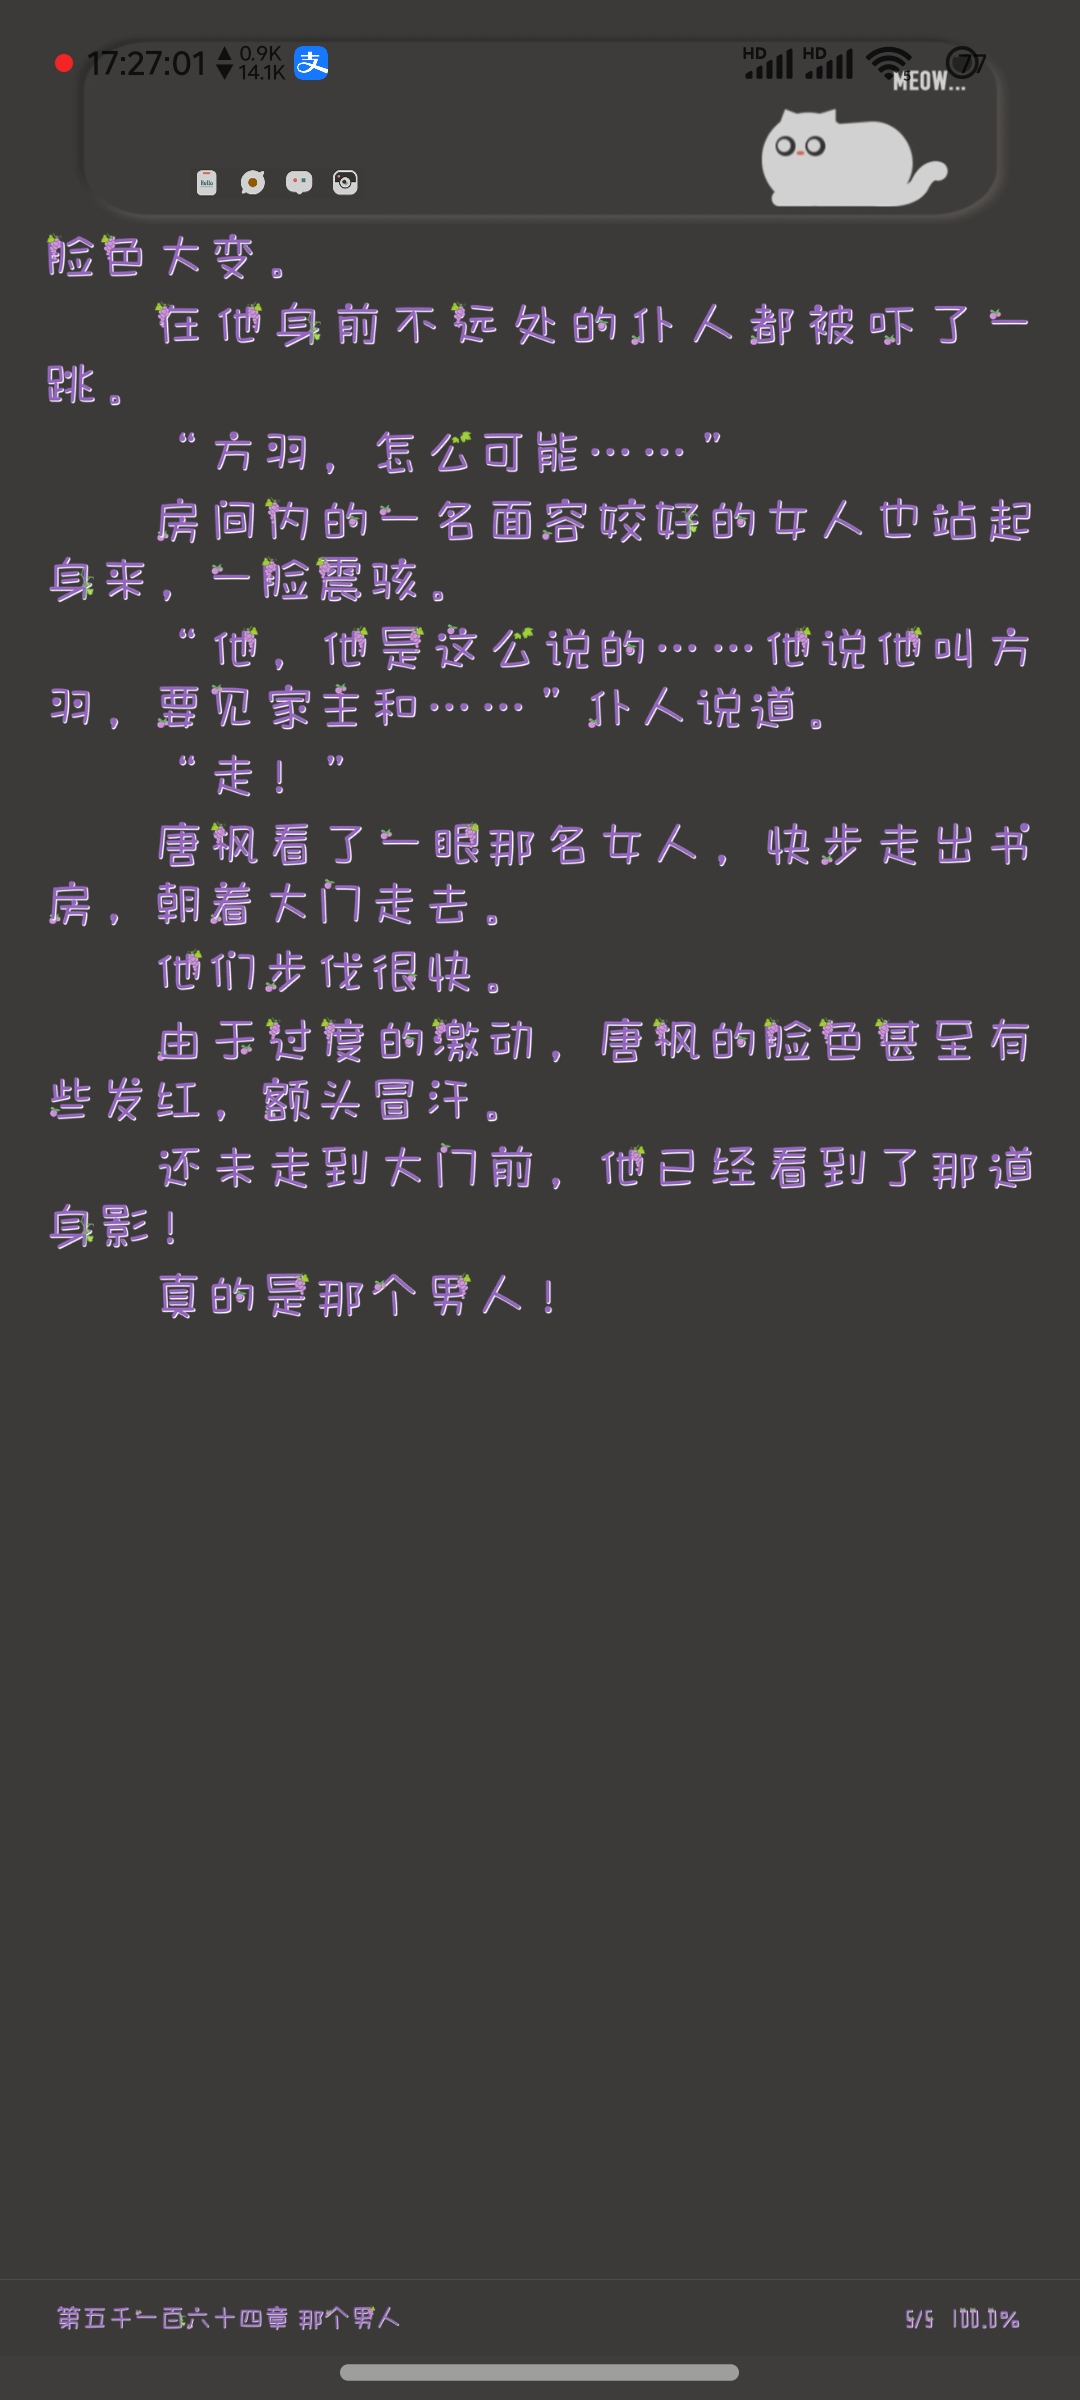 17:27:01 ▲ 0.9K ▼ 14.1K 支 HD HD 77
MEOW...
Hello
脸色大变。
在他身前不远处的仆人都被吓了一
跳。
“方羽，怎么可能……”
房间内的一名面容姣好的女人也站起
身来，一脸震骇。
“他，他是这么说的……他说他叫方
羽，要见家主和……”仆人说道。
“走！”
唐枫看了一眼那名女人，快步走出书
房，朝着大门走去。
他们步伐很快。
由于过度的激动，唐枫的脸色甚至有
些发红，额头冒汗。
还未走到大门前，他已经看到了那道
身影！
真的是那个男人！
第五千一百六十四章 那个男人 5/5 100.0%